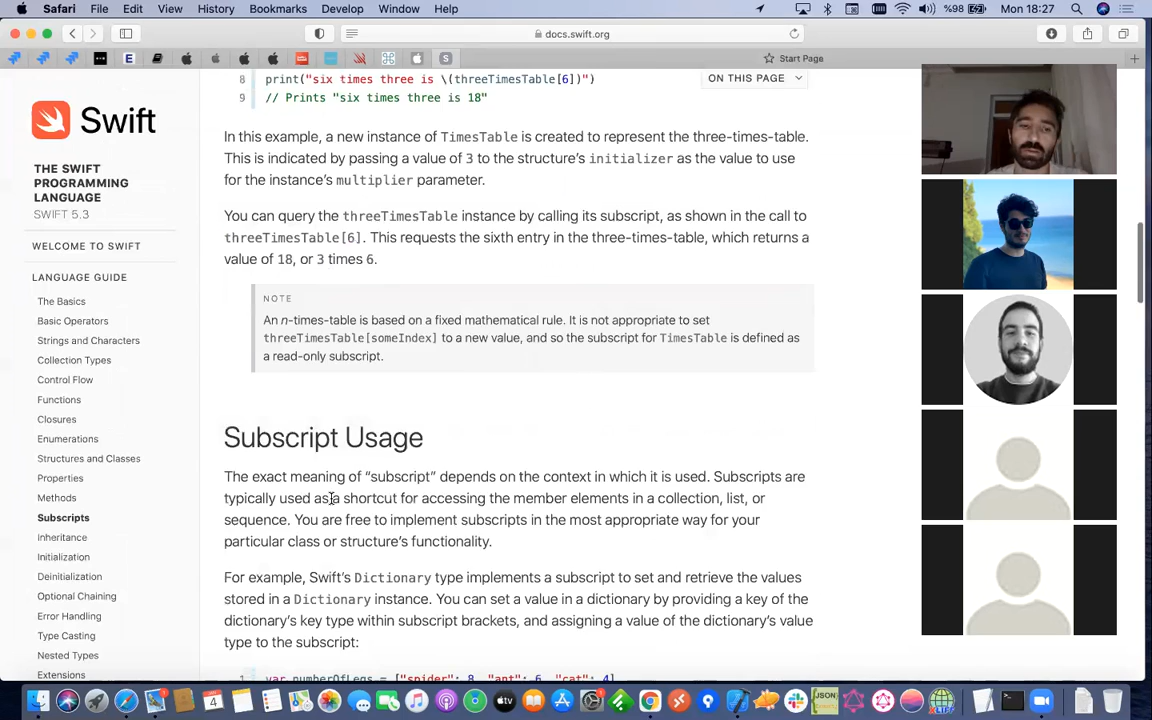 Safari File Edit View History Bookmarks Develop Window Help %98 Mon 18:27
docs.swift.org
Start Page
Swift
THE SWIFT
PROGRAMMING
LANGUAGE
SWIFT 5.3
WELCOME TO SWIFT
LANGUAGE GUIDE
The Basics
Basic Operators
Strings and Characters
Collection Types
Control Flow
Functions
Closures
Enumerations
Structures and Classes
Properties
Methods
Subscripts
Inheritance
Initialization
Deinitialization
Optional Chaining
Error Handling
Type Casting
Nested Types
Extensions
ON THIS PAGE
8 print("six times three is \(threeTimesTable[6])")
9 // Prints "six times three is 18"
In this example, a new instance of TimesTable is created to represent the three-times-table.
This is indicated by passing a value of 3 to the structure’s initializer as the value to use
for the instance’s multiplier parameter.
You can query the threeTimesTable instance by calling its subscript, as shown in the call to
threeTimesTable[6]. This requests the sixth entry in the three-times-table, which returns a
value of 18, or 3 times 6.
NOTE
An n-times-table is based on a fixed mathematical rule. It is not appropriate to set
threeTimesTable[someIndex] to a new value, and so the subscript for TimesTable is defined as
a read-only subscript.
Subscript Usage
The exact meaning of “subscript” depends on the context in which it is used. Subscripts are
typically used as a shortcut for accessing the member elements in a collection, list, or
sequence. You are free to implement subscripts in the most appropriate way for your
particular class or structure’s functionality.
For example, Swift’s Dictionary type implements a subscript to set and retrieve the values
stored in a Dictionary instance. You can set a value in a dictionary by providing a key of the
dictionary’s key type within subscript brackets, and assigning a value of the dictionary’s value
type to the subscript:
1 var numberOfLegs = ["spider": 8, "ant": 6, "cat": 4]